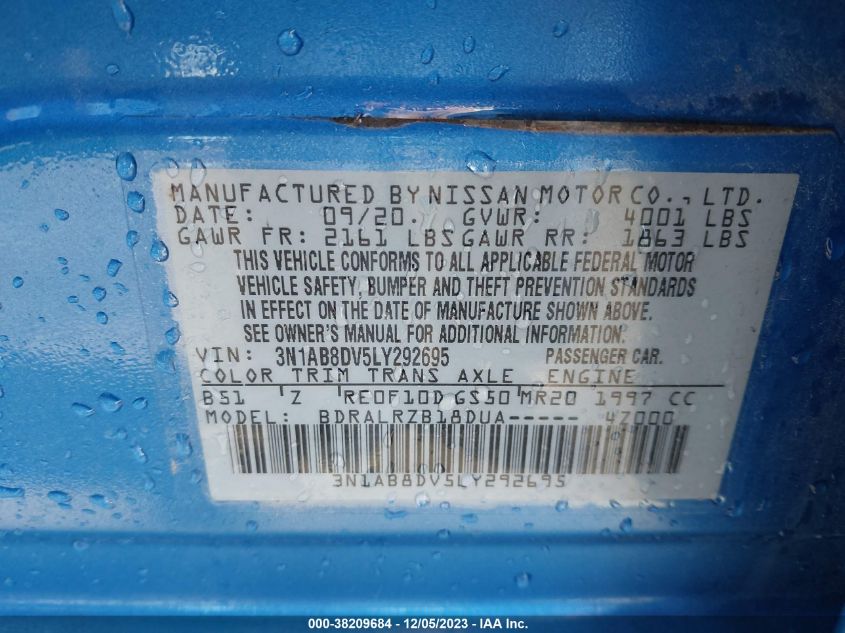 MANUFACTURED BY NISSAN MOTOR CO., LTD.
DATE: 09/20 GVWR: 4001 LBS
GAWR FR: 2161 LBS GAWR RR: 1863 LBS
THIS VEHICLE CONFORMS TO ALL APPLICABLE FEDERAL MOTOR
VEHICLE SAFETY, BUMPER AND THEFT PREVENTION STANDARDS
IN EFFECT ON THE DATE OF MANUFACTURE SHOWN ABOVE.
SEE OWNER'S MANUAL FOR ADDITIONAL INFORMATION.
VIN: 3N1AB8DV5LY292695 PASSENGER CAR.
COLOR TRIM TRANS AXLE ENGINE
B51 Z RE0F10D GS50 MR20 1997 CC
MODEL: BDRALRZB18DUA----- 4Z000
3N1AB8DV5LY292695
000-38209684 - 12/05/2023 - IAA Inc.